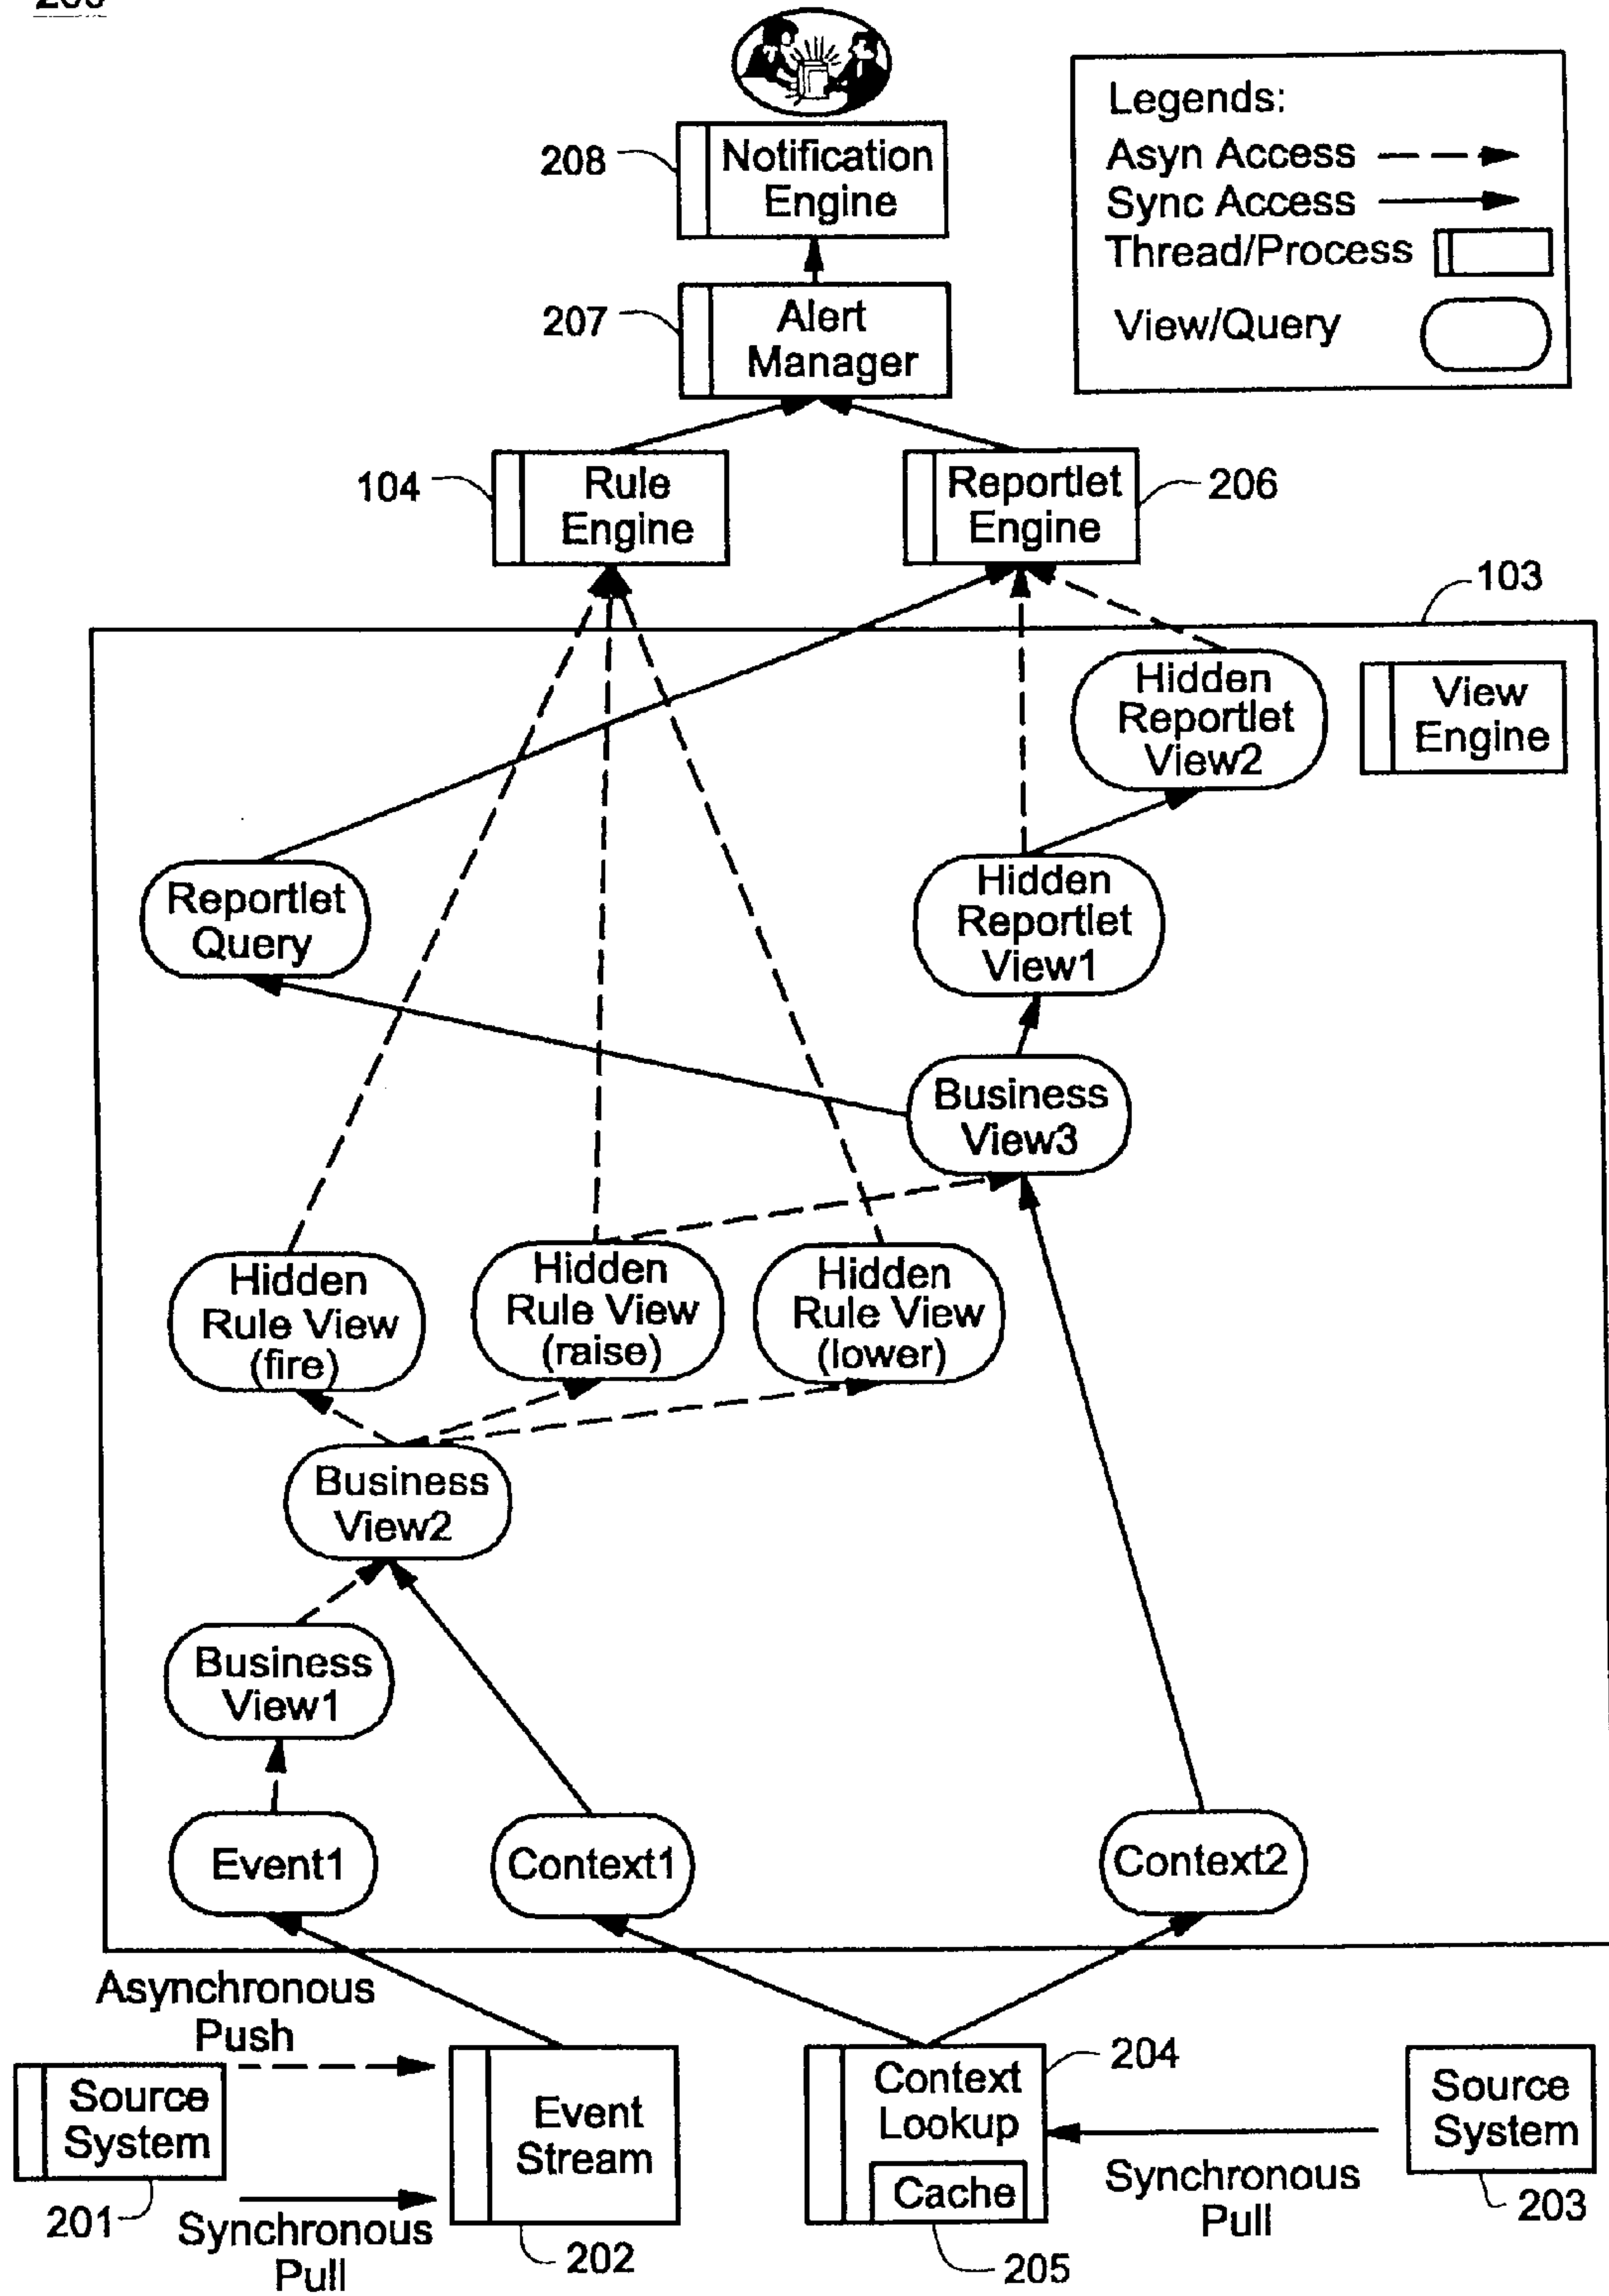 Legends:
Asyn Access
Sync Access
Thread/Process
View/Query
208
Notification
Engine
207
Alert
Manager
104
Rule
Engine
Reportlet
Engine
206
103
Hidden
Reportlet
View2
View
Engine
Reportlet
Query
Hidden
Reportlet
View1
Business
View3
Hidden
Rule View
(fire)
Hidden
Rule View
(raise)
Hidden
Rule View
(lower)
Business
View2
Business
View1
Event1
Context1
Context2
Asynchronous
Push
Source
System
201
Synchronous
Pull
Event
Stream
202
Context
Lookup
Cache
204
205
Synchronous
Pull
Source
System
203